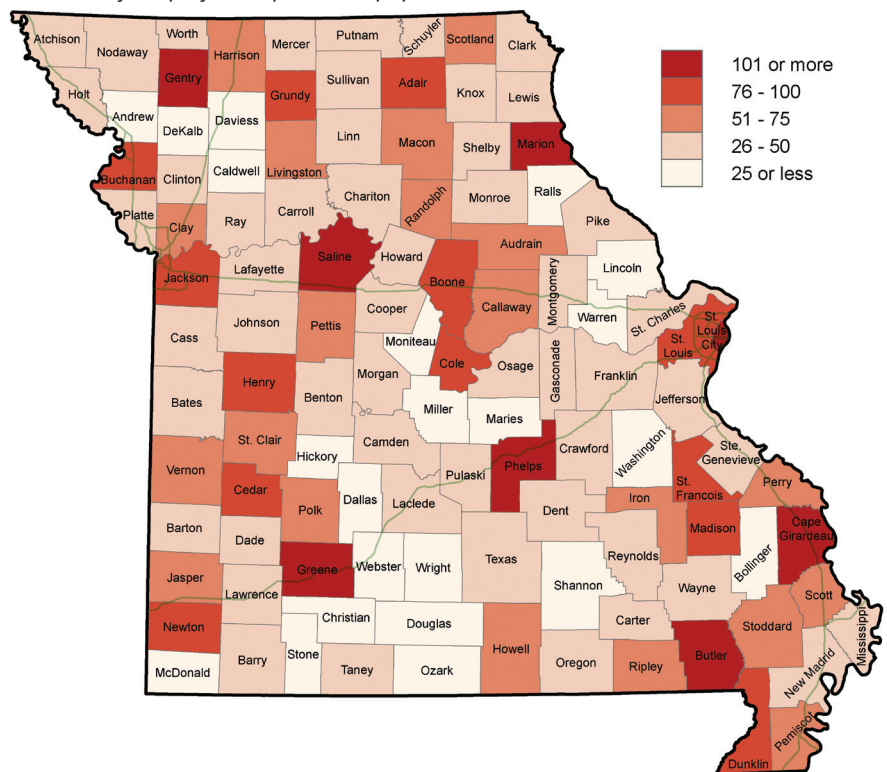 Atchison
Nodaway
Worth
Harrison
Mercer
Putnam
Schuyler
Scotland
Clark
101 or more
76 - 100
51 - 75
26 - 50
25 or less
Gentry
Holt
Grundy
Sullivan
Adair
Knox
Lewis
Andrew
DeKalb
Daviess
Linn
Macon
Shelby
Marion
Buchanan
Clinton
Caldwell
Livingston
Chariton
Randolph
Monroe
Ralls
Pike
Platte
Clay
Ray
Carroll
Saline
Howard
Boone
Audrain
Jackson
Lafayette
Callaway
Montgomery
Lincoln
Warren
St. Charles
St.
Louis
City
St.
Louis
Cass
Johnson
Pettis
Cooper
Moniteau
Cole
Osage
Gasconade
Franklin
Jefferson
Henry
Bates
Benton
Morgan
Miller
Maries
St. Clair
Hickory
Camden
Pulaski
Phelps
Crawford
Washington
Ste.
Genevieve
Vernon
Cedar
Polk
Dallas
Laclede
Dent
Iron
St.
Francois
Perry
Barton
Dade
Greene
Webster
Wright
Texas
Reynolds
Madison
Bollinger
Cape
Girardeau
Jasper
Lawrence
Shannon
Wayne
Scott
Newton
Christian
Douglas
Howell
Carter
Stoddard
Mississippi
McDonald
Barry
Stone
Taney
Ozark
Oregon
Ripley
Butler
New Madrid
Pemiscot
Dunklin